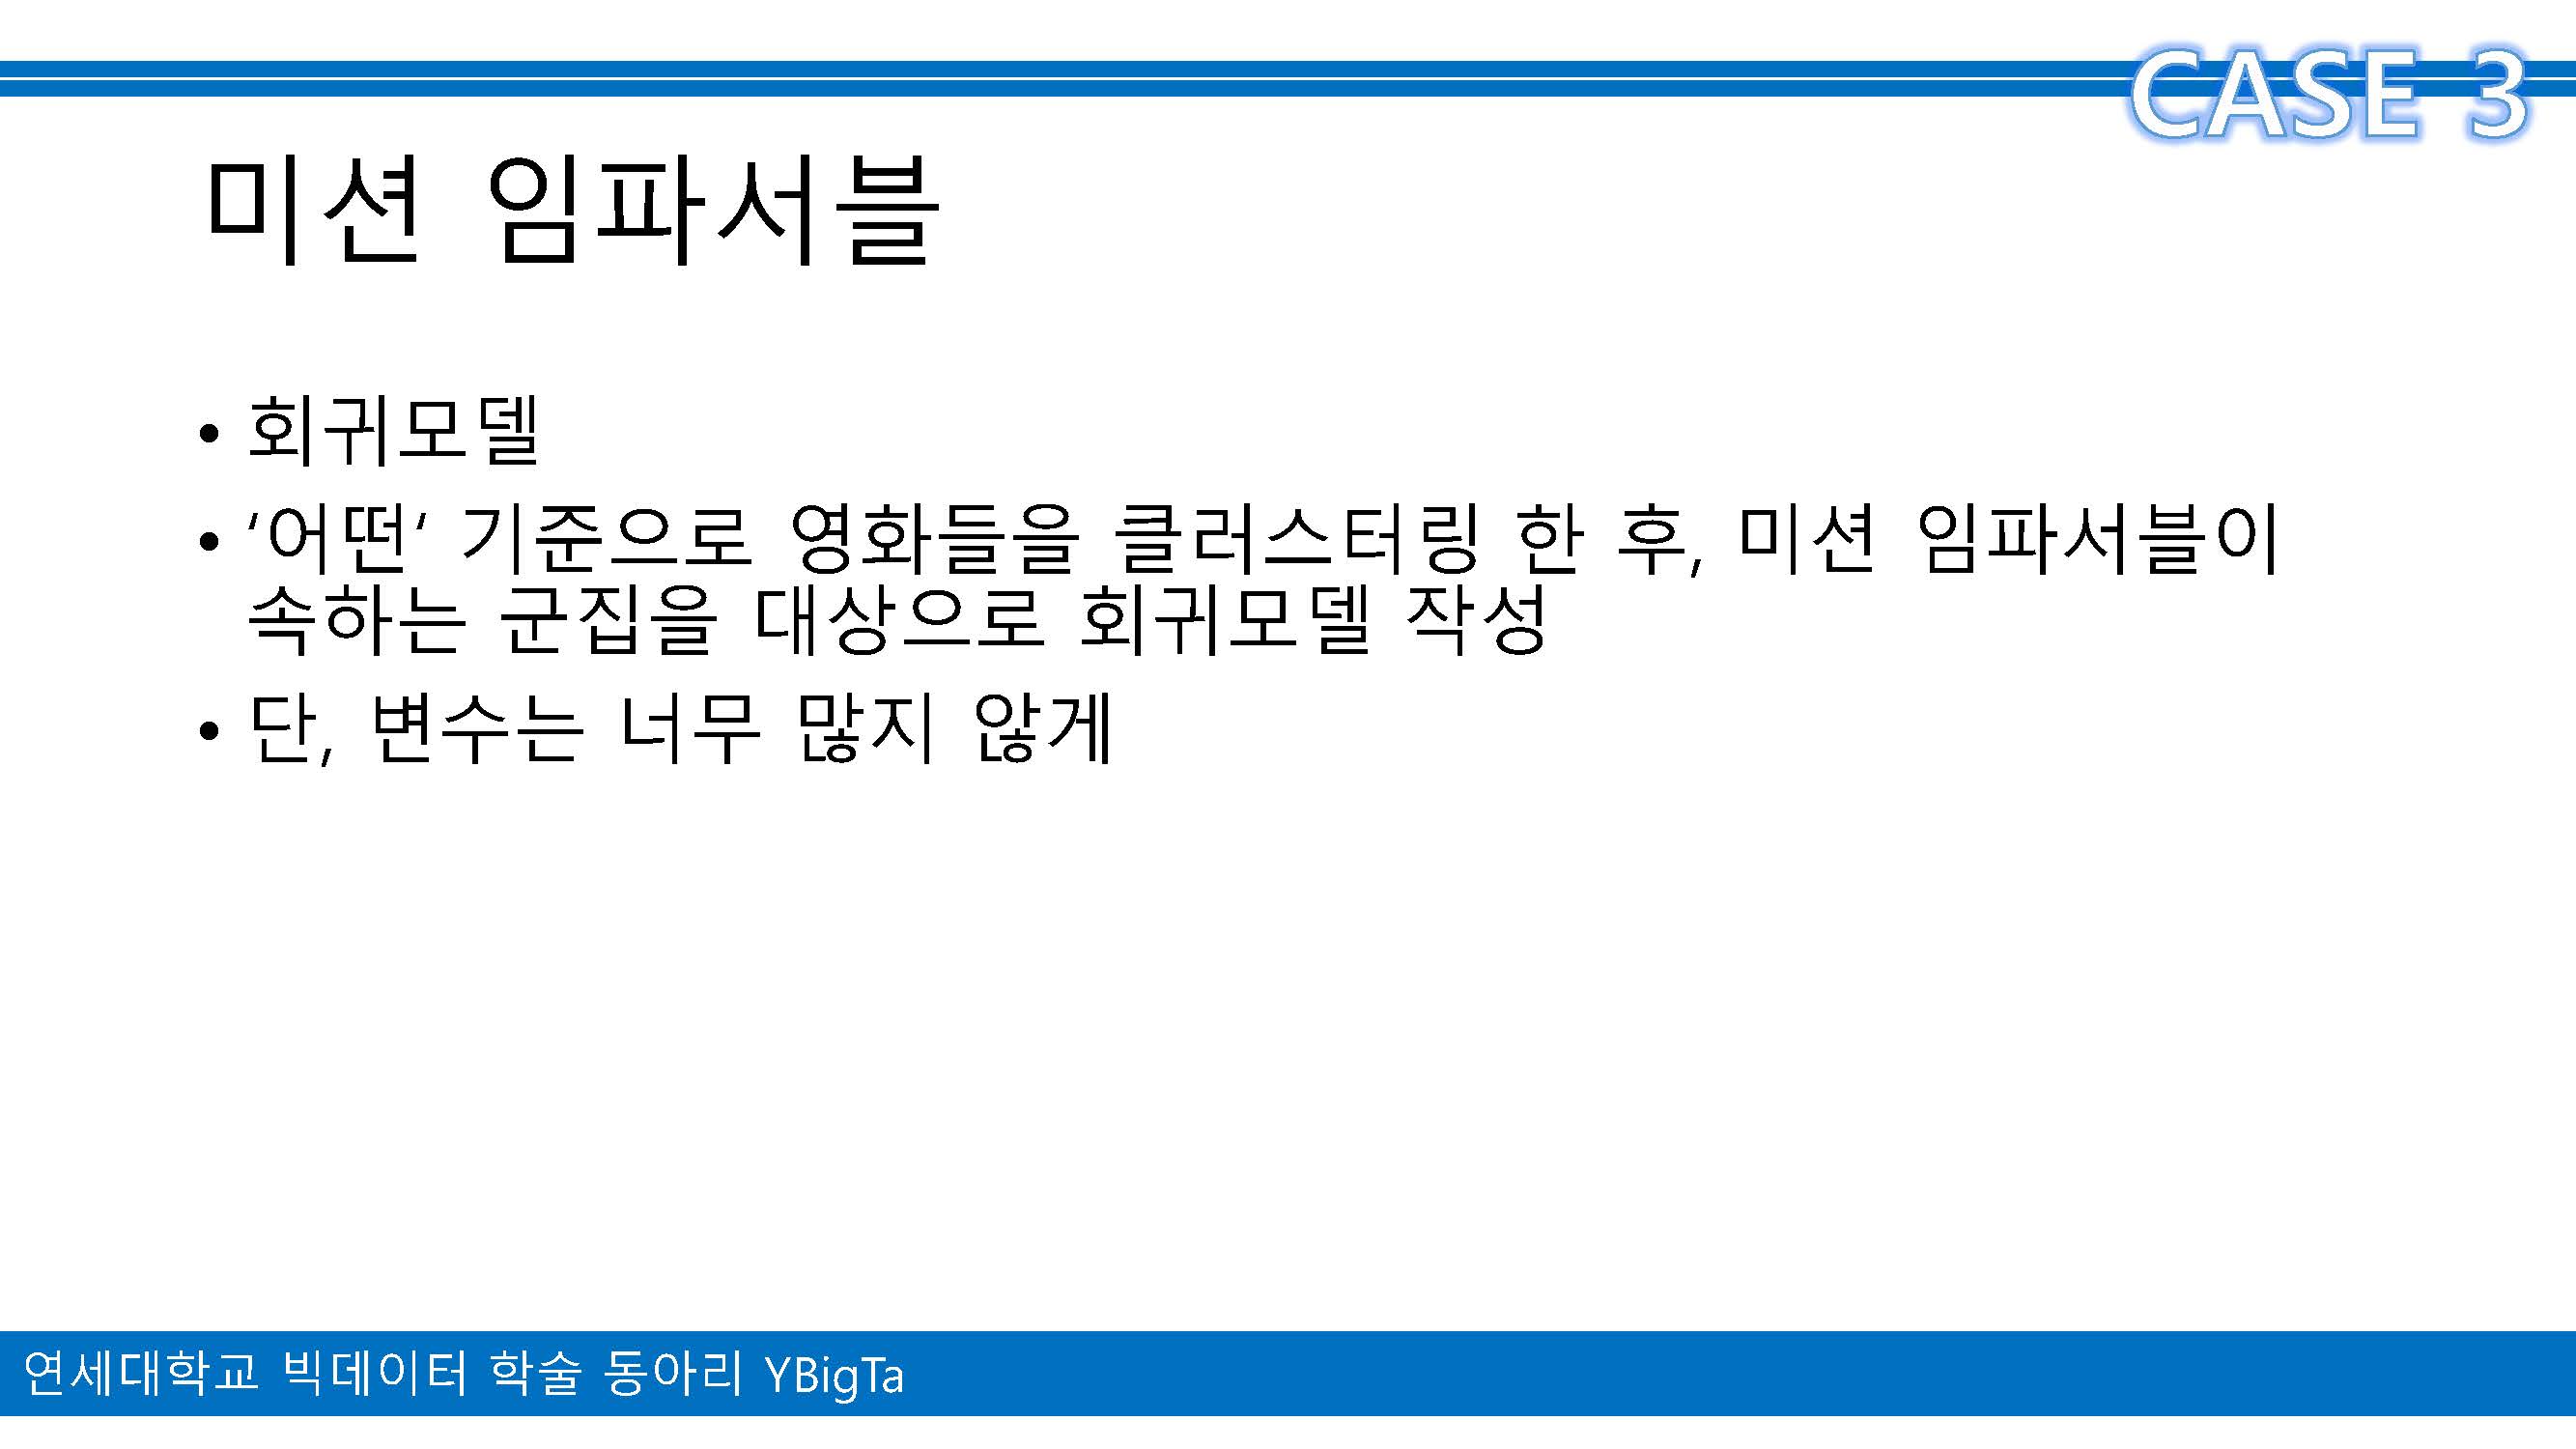 CASE 3
미션 임파서블
• 회귀모델
• ‘어떤‘ 기준으로 영화들을 클러스터링 한 후, 미션 임파서블이
속하는 군집을 대상으로 회귀모델 작성
• 단, 변수는 너무 많지 않게
연세대학교 빅데이터 학술 동아리 YBigTa